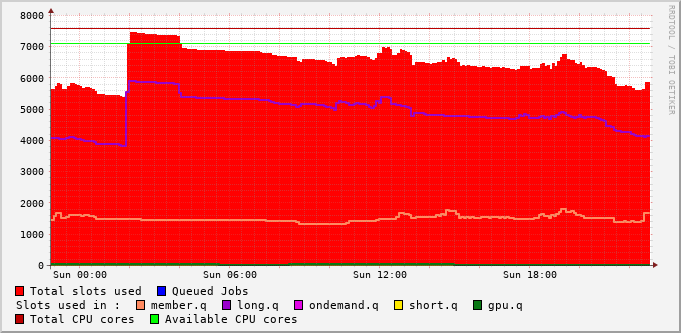 8000
7000
6000
5000
4000
3000
2000
1000
0
Sun 00:00 Sun 06:00 Sun 12:00 Sun 18:00
RRDTOOL / TOBI OETIKER
Total slots used Queued Jobs
Slots used in : member.q long.q ondemand.q short.q gpu.q
Total CPU cores Available CPU cores